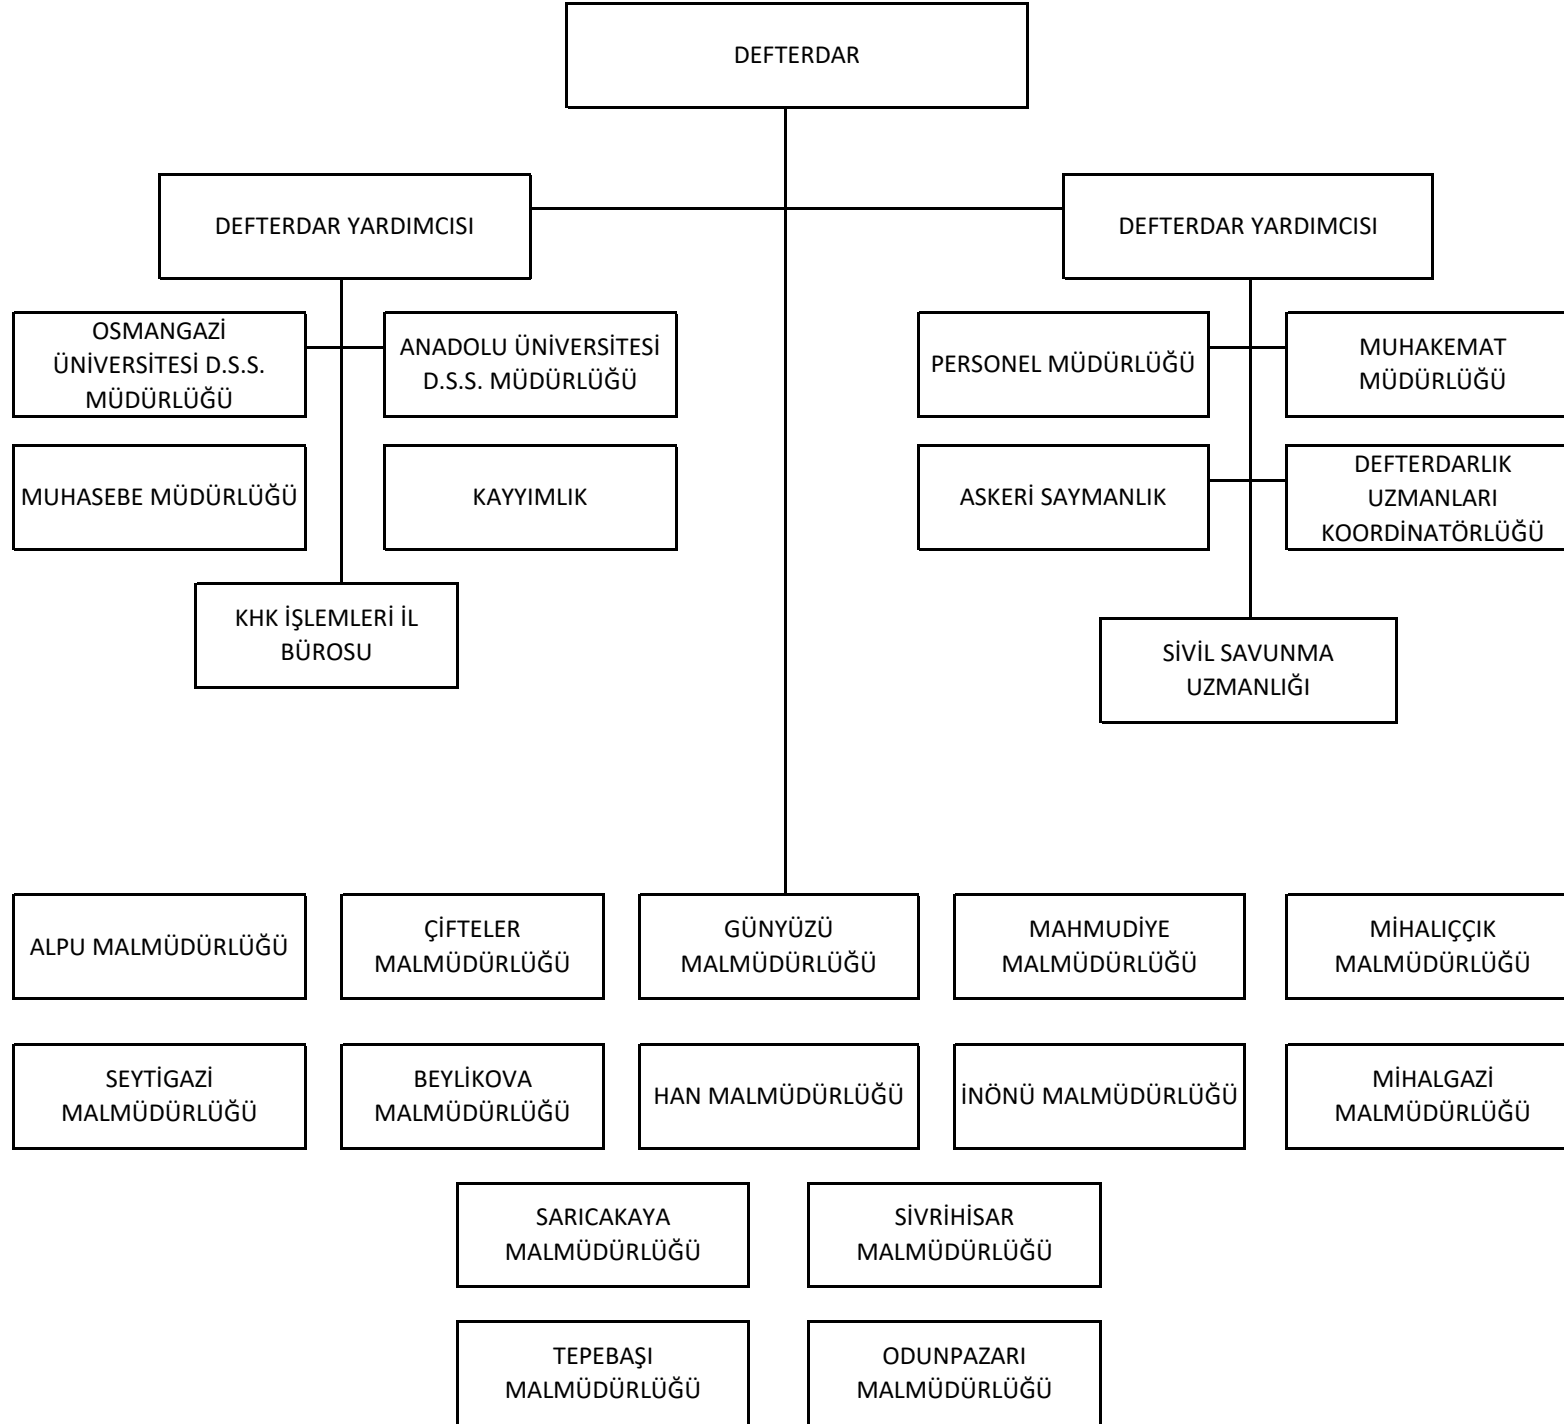 DEFTERDAR
DEFTERDAR YARDIMCISI
DEFTERDAR YARDIMCISI
OSMANGAZİ
ÜNİVERSİTESİ D.S.S.
MÜDÜRLÜĞÜ
ANADOLU ÜNİVERSİTESİ
D.S.S. MÜDÜRLÜĞÜ
PERSONEL MÜDÜRLÜĞÜ
MUHAKEMAT
MÜDÜRLÜĞÜ
MUHASEBE MÜDÜRLÜĞÜ
KAYYIMLIK
ASKERİ SAYMANLIK
DEFTERDARLIK
UZMANLARI
KOORDİNATÖRLÜĞÜ
KHK İŞLEMLERİ İL
BÜROSU
SİVİL SAVUNMA
UZMANLIĞI
ALPU MALMÜDÜRLÜĞÜ
ÇİFTELER
MALMÜDÜRLÜĞÜ
GÜNYÜZÜ
MALMÜDÜRLÜĞÜ
MAHMUDİYE
MALMÜDÜRLÜĞÜ
MİHALIÇÇIK
MALMÜDÜRLÜĞÜ
SEYTİGAZİ
MALMÜDÜRLÜĞÜ
BEYLİKOVA
MALMÜDÜRLÜĞÜ
HAN MALMÜDÜRLÜĞÜ
İNÖNÜ MALMÜDÜRLÜĞÜ
MİHALGAZİ
MALMÜDÜRLÜĞÜ
SARICAKAYA
MALMÜDÜRLÜĞÜ
SİVRİHİSAR
MALMÜDÜRLÜĞÜ
TEPEBAŞI
MALMÜDÜRLÜĞÜ
ODUNPAZARI
MALMÜDÜRLÜĞÜ